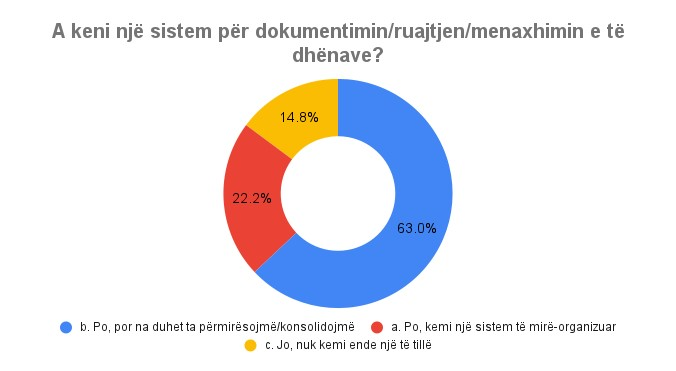 A keni një sistem për dokumentimin/ruajtjen/menaxhimin e të
dhënave?
14.8%
22.2%
63.0%
b. Po, por na duhet ta përmirësojmë/konsolidojmë
a. Po, kemi një sistem të mirë-organizuar
c. Jo, nuk kemi ende një të tillë